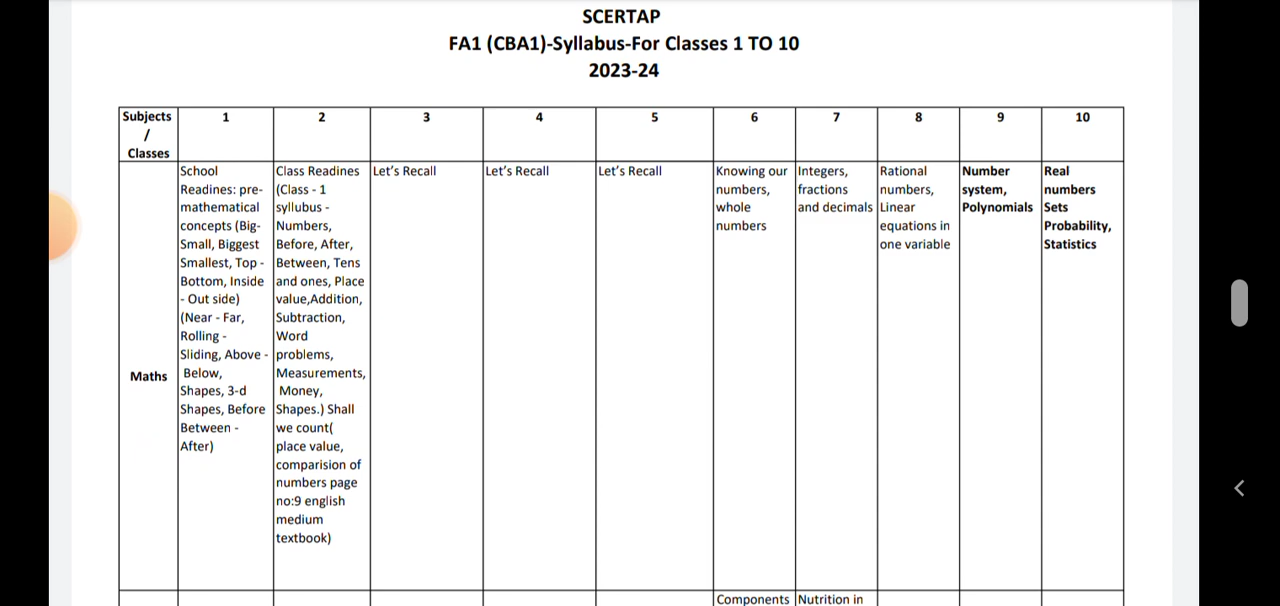 SCERTAP
FA1 (CBA1)-Syllabus-For Classes 1 TO 10
2023-24
Subjects
/
Classes
1
2
3
4
5
6
7
8
9
10
Maths
School
Readines: pre-
mathematical
concepts (Big-
Small, Biggest
Smallest, Top -
Bottom, Inside
- Out side)
(Near - Far,
Rolling -
Sliding, Above -
Below,
Shapes, 3-d
Shapes, Before
Between -
After)
Class Readines
(Class - 1
syllabus -
Numbers,
Before, After,
Between, Tens
and ones, Place
value,Addition,
Subtraction,
Word
problems,
Measurements,
Money,
Shapes.) Shall
we count(
place value,
comparision of
numbers page
no:9 english
medium
textbook)
Let's Recall
Let's Recall
Let's Recall
Knowing our
numbers,
whole
numbers
Integers,
fractions
and decimals
Rational
numbers,
Linear
equations in
one variable
Number
system,
Polynomials
Real
numbers
Sets
Probability,
Statistics
Components
Nutrition in